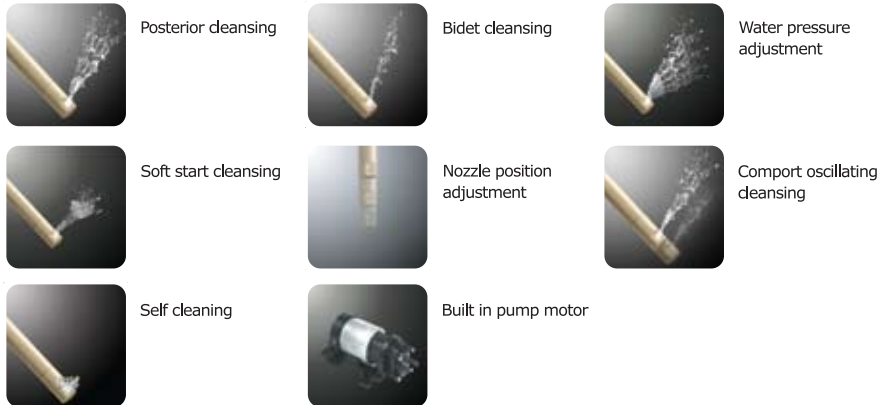 Posterior cleansing
Bidet cleansing
Water pressure
adjustment
Soft start cleansing
Nozzle position
adjustment
Comport oscillating
cleansing
Self cleaning
Built in pump motor